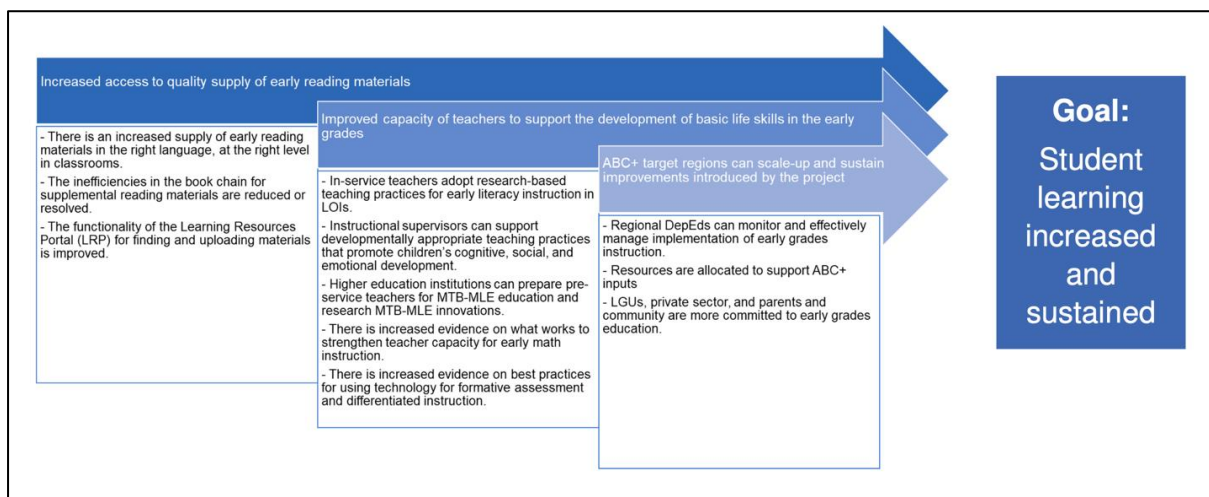 Increased access to quality supply of early reading materials
- There is an increased supply of early reading
materials in the right language, at the right level
in classrooms.
- The inefficiencies in the book chain for
supplemental reading materials are reduced or
resolved.
- The functionality of the Learning Resources
Portal (LRP) for finding and uploading materials
is improved.
Improved capacity of teachers to support the development of basic life skills in the early
grades
- In-service teachers adopt research-based
teaching practices for early literacy instruction in
LOIs.
- Instructional supervisors can support
developmentally appropriate teaching practices
that promote children's cognitive, social, and
emotional development.
- Higher education institutions can prepare pre-
service teachers for MTB-MLE education and
research MTB-MLE innovations.
- There is increased evidence on what works to
strengthen teacher capacity for early math
instruction.
- There is increased evidence on best practices
for using technology for formative assessment
and differentiated instruction.
ABC+ target regions can scale-up and sustain
improvements introduced by the project
- Regional DepEds can monitor and effectively
manage implementation of early grades
instruction.
- Resources are allocated to support ABC+
inputs
- LGUs, private sector, and parents and
community are more committed to early grades
education.
Goal:
Student
learning
increased
and
sustained